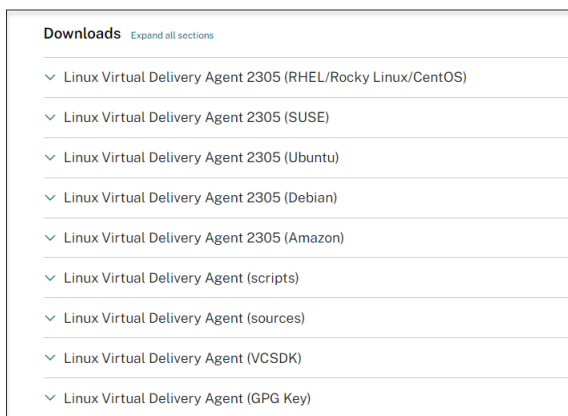 Downloads Expand all sections
Linux Virtual Delivery Agent 2305 (RHEL/Rocky Linux/CentOS)
Linux Virtual Delivery Agent 2305 (SUSE)
Linux Virtual Delivery Agent 2305 (Ubuntu)
Linux Virtual Delivery Agent 2305 (Debian)
Linux Virtual Delivery Agent 2305 (Amazon)
Linux Virtual Delivery Agent (scripts)
Linux Virtual Delivery Agent (sources)
Linux Virtual Delivery Agent (VCSDK)
Linux Virtual Delivery Agent (GPG Key)